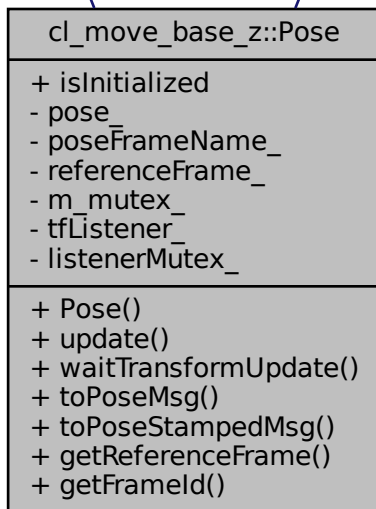 cl_move_base_z::Pose
+ isInitialized
- pose_
- poseFrameName_
- referenceFrame_
- m_mutex_
- tfListener_
- listenerMutex_
+ Pose()
+ update()
+ waitTransformUpdate()
+ toPoseMsg()
+ toPoseStampedMsg()
+ getReferenceFrame()
+ getFrameId()